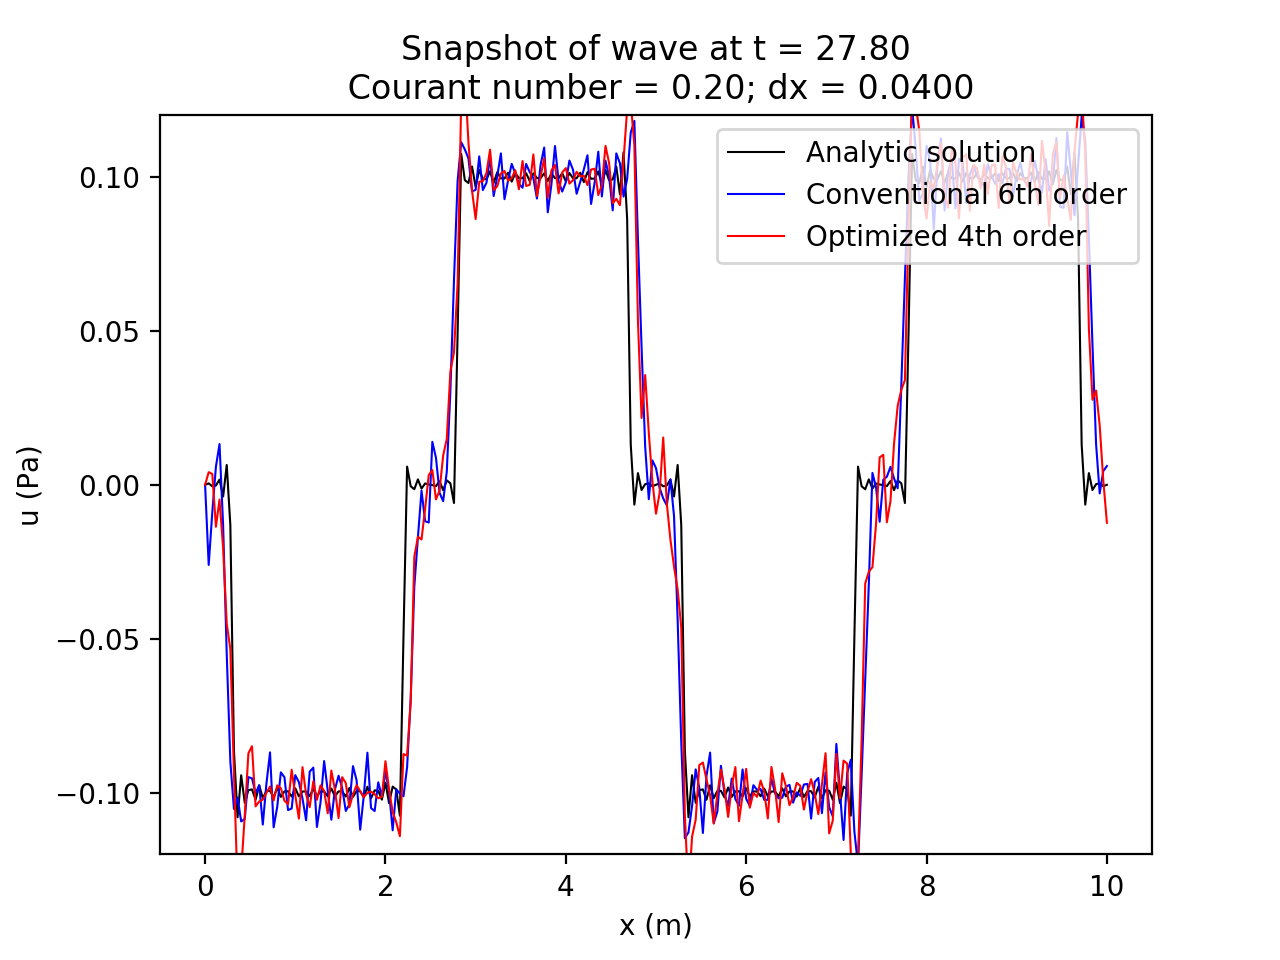 Snapshot of wave at t = 27.80
Courant number = 0.20; dx = 0.0400
Analytic solution
Conventional 6th order
Optimized 4th order
0.10
0.05
0.00
−0.05
−0.10
u (Pa)
0 2 4 6 8 10
x (m)